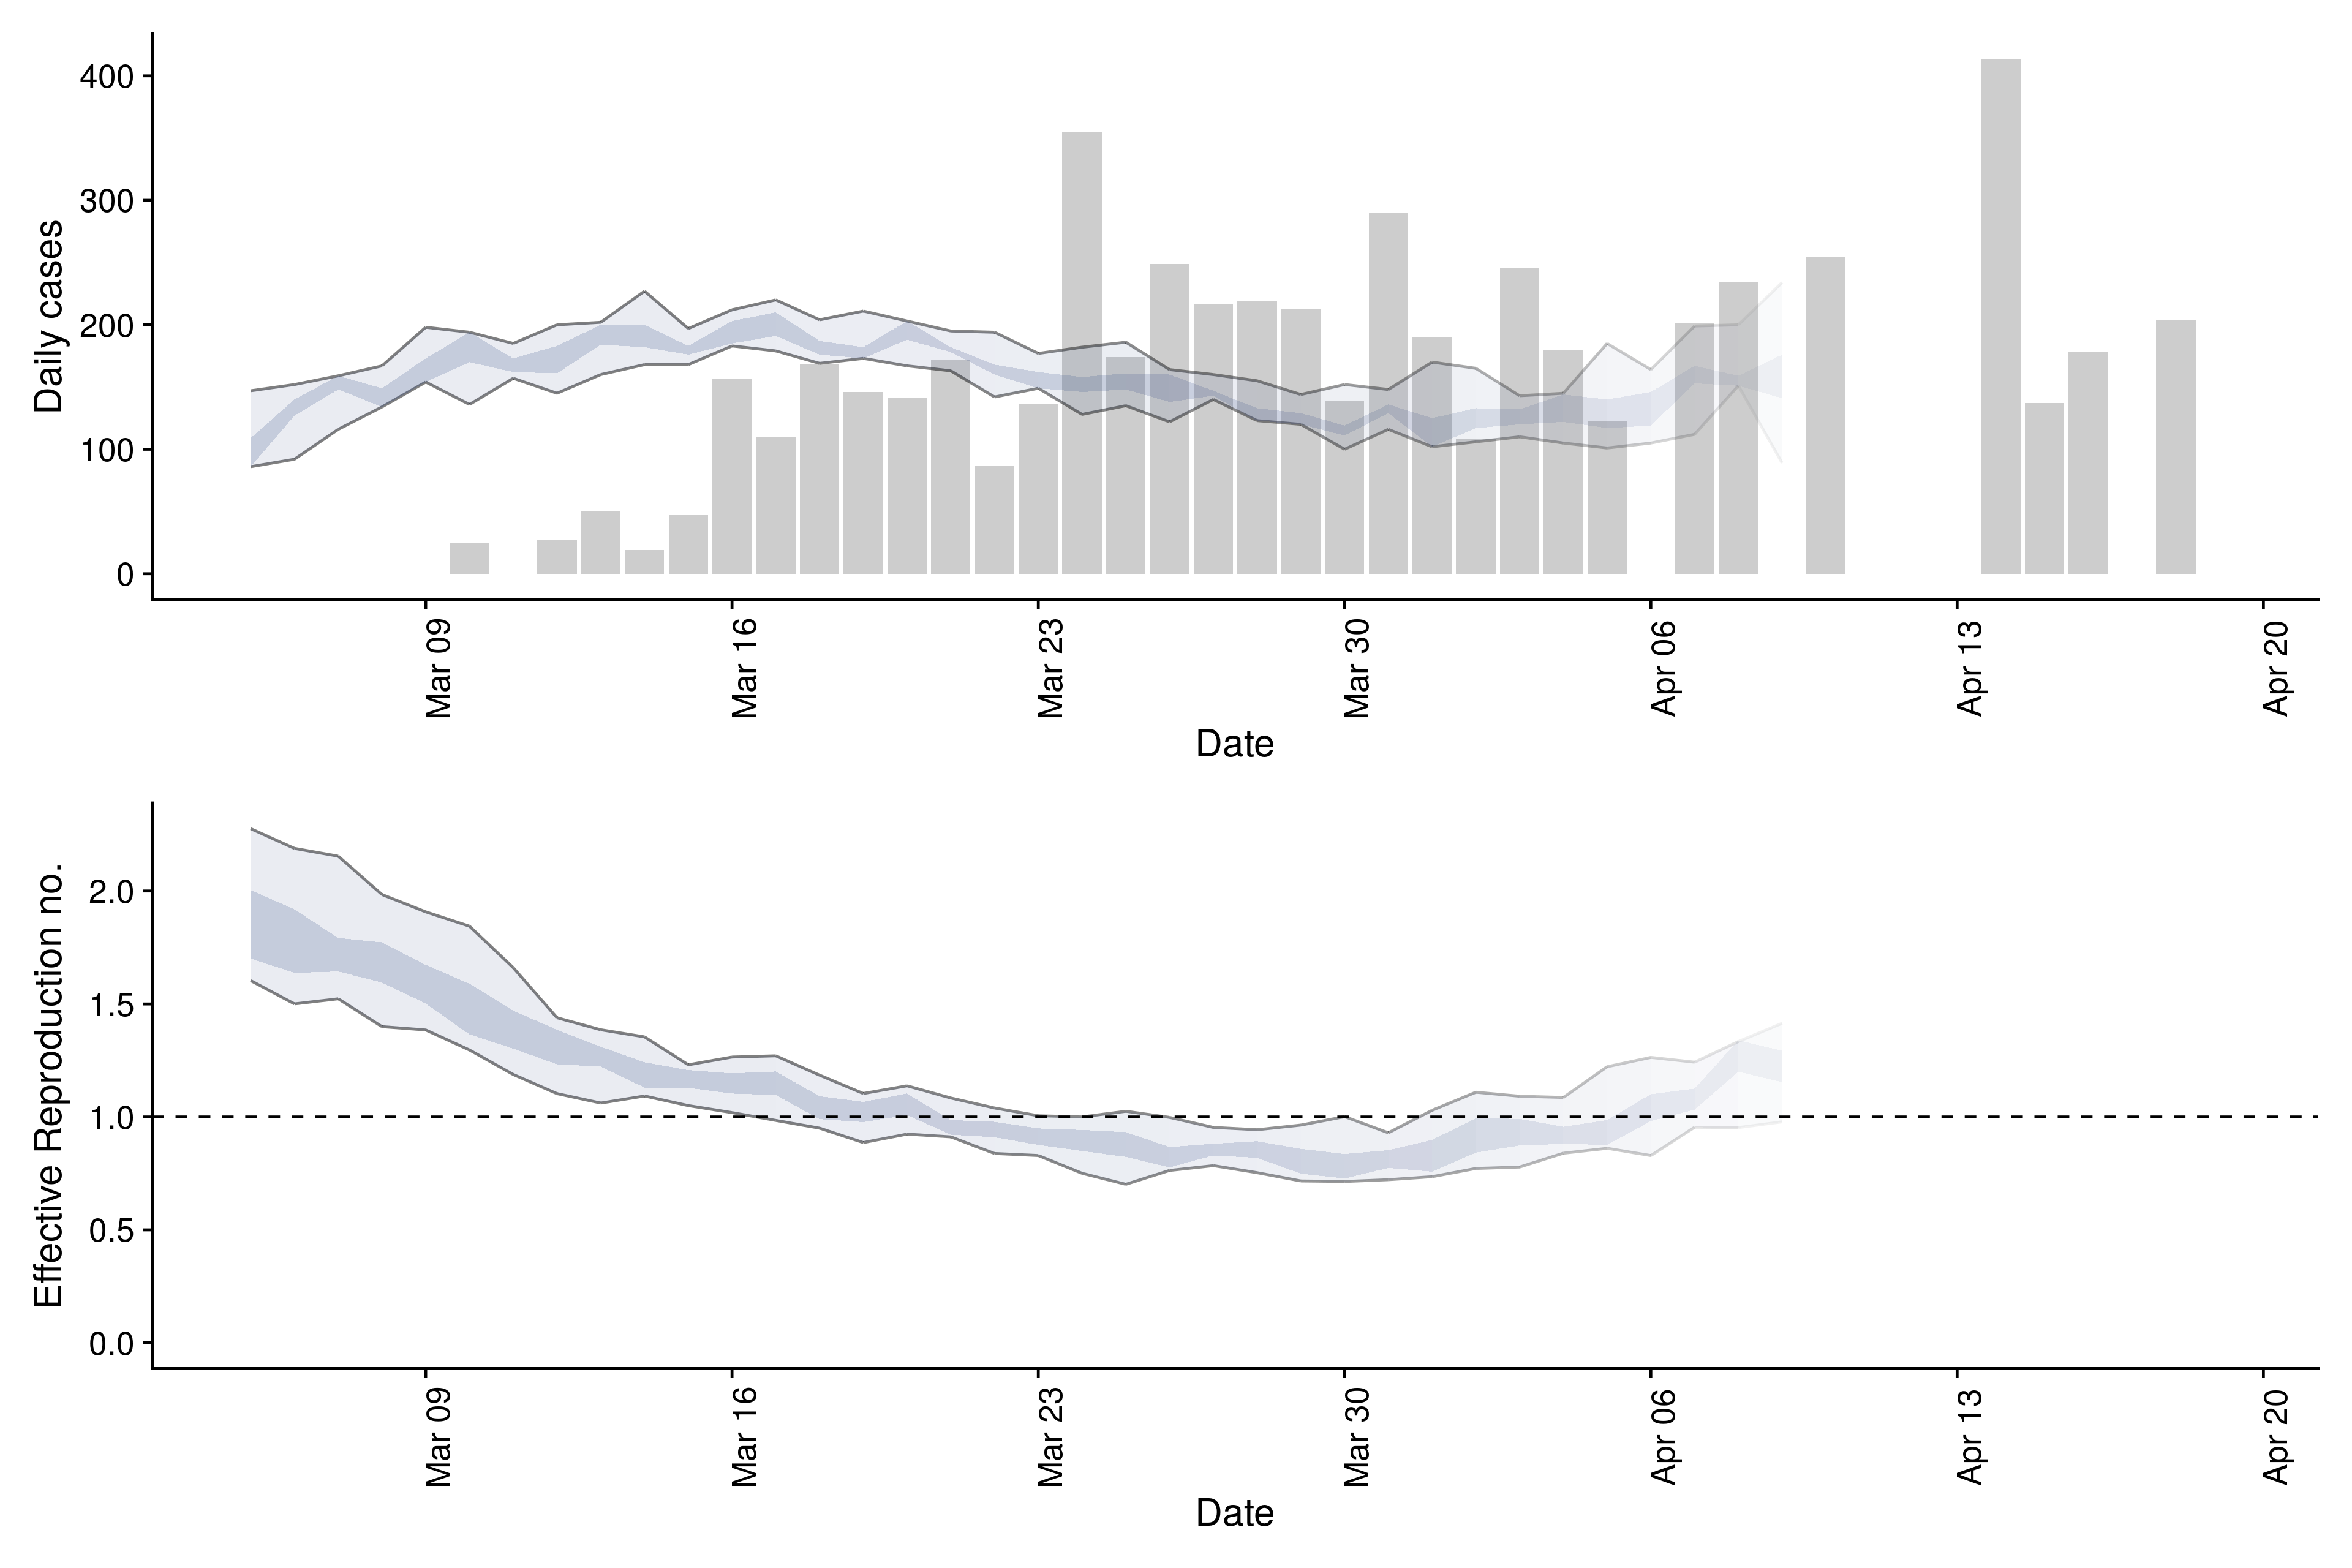 Daily cases
400
300
200
100
0
Mar 09
Mar 16
Mar 23
Mar 30
Apr 06
Apr 13
Apr 20
Date
Effective Reproduction no.
2.0
1.5
1.0
0.5
0.0
Mar 09
Mar 16
Mar 23
Mar 30
Apr 06
Apr 13
Apr 20
Date